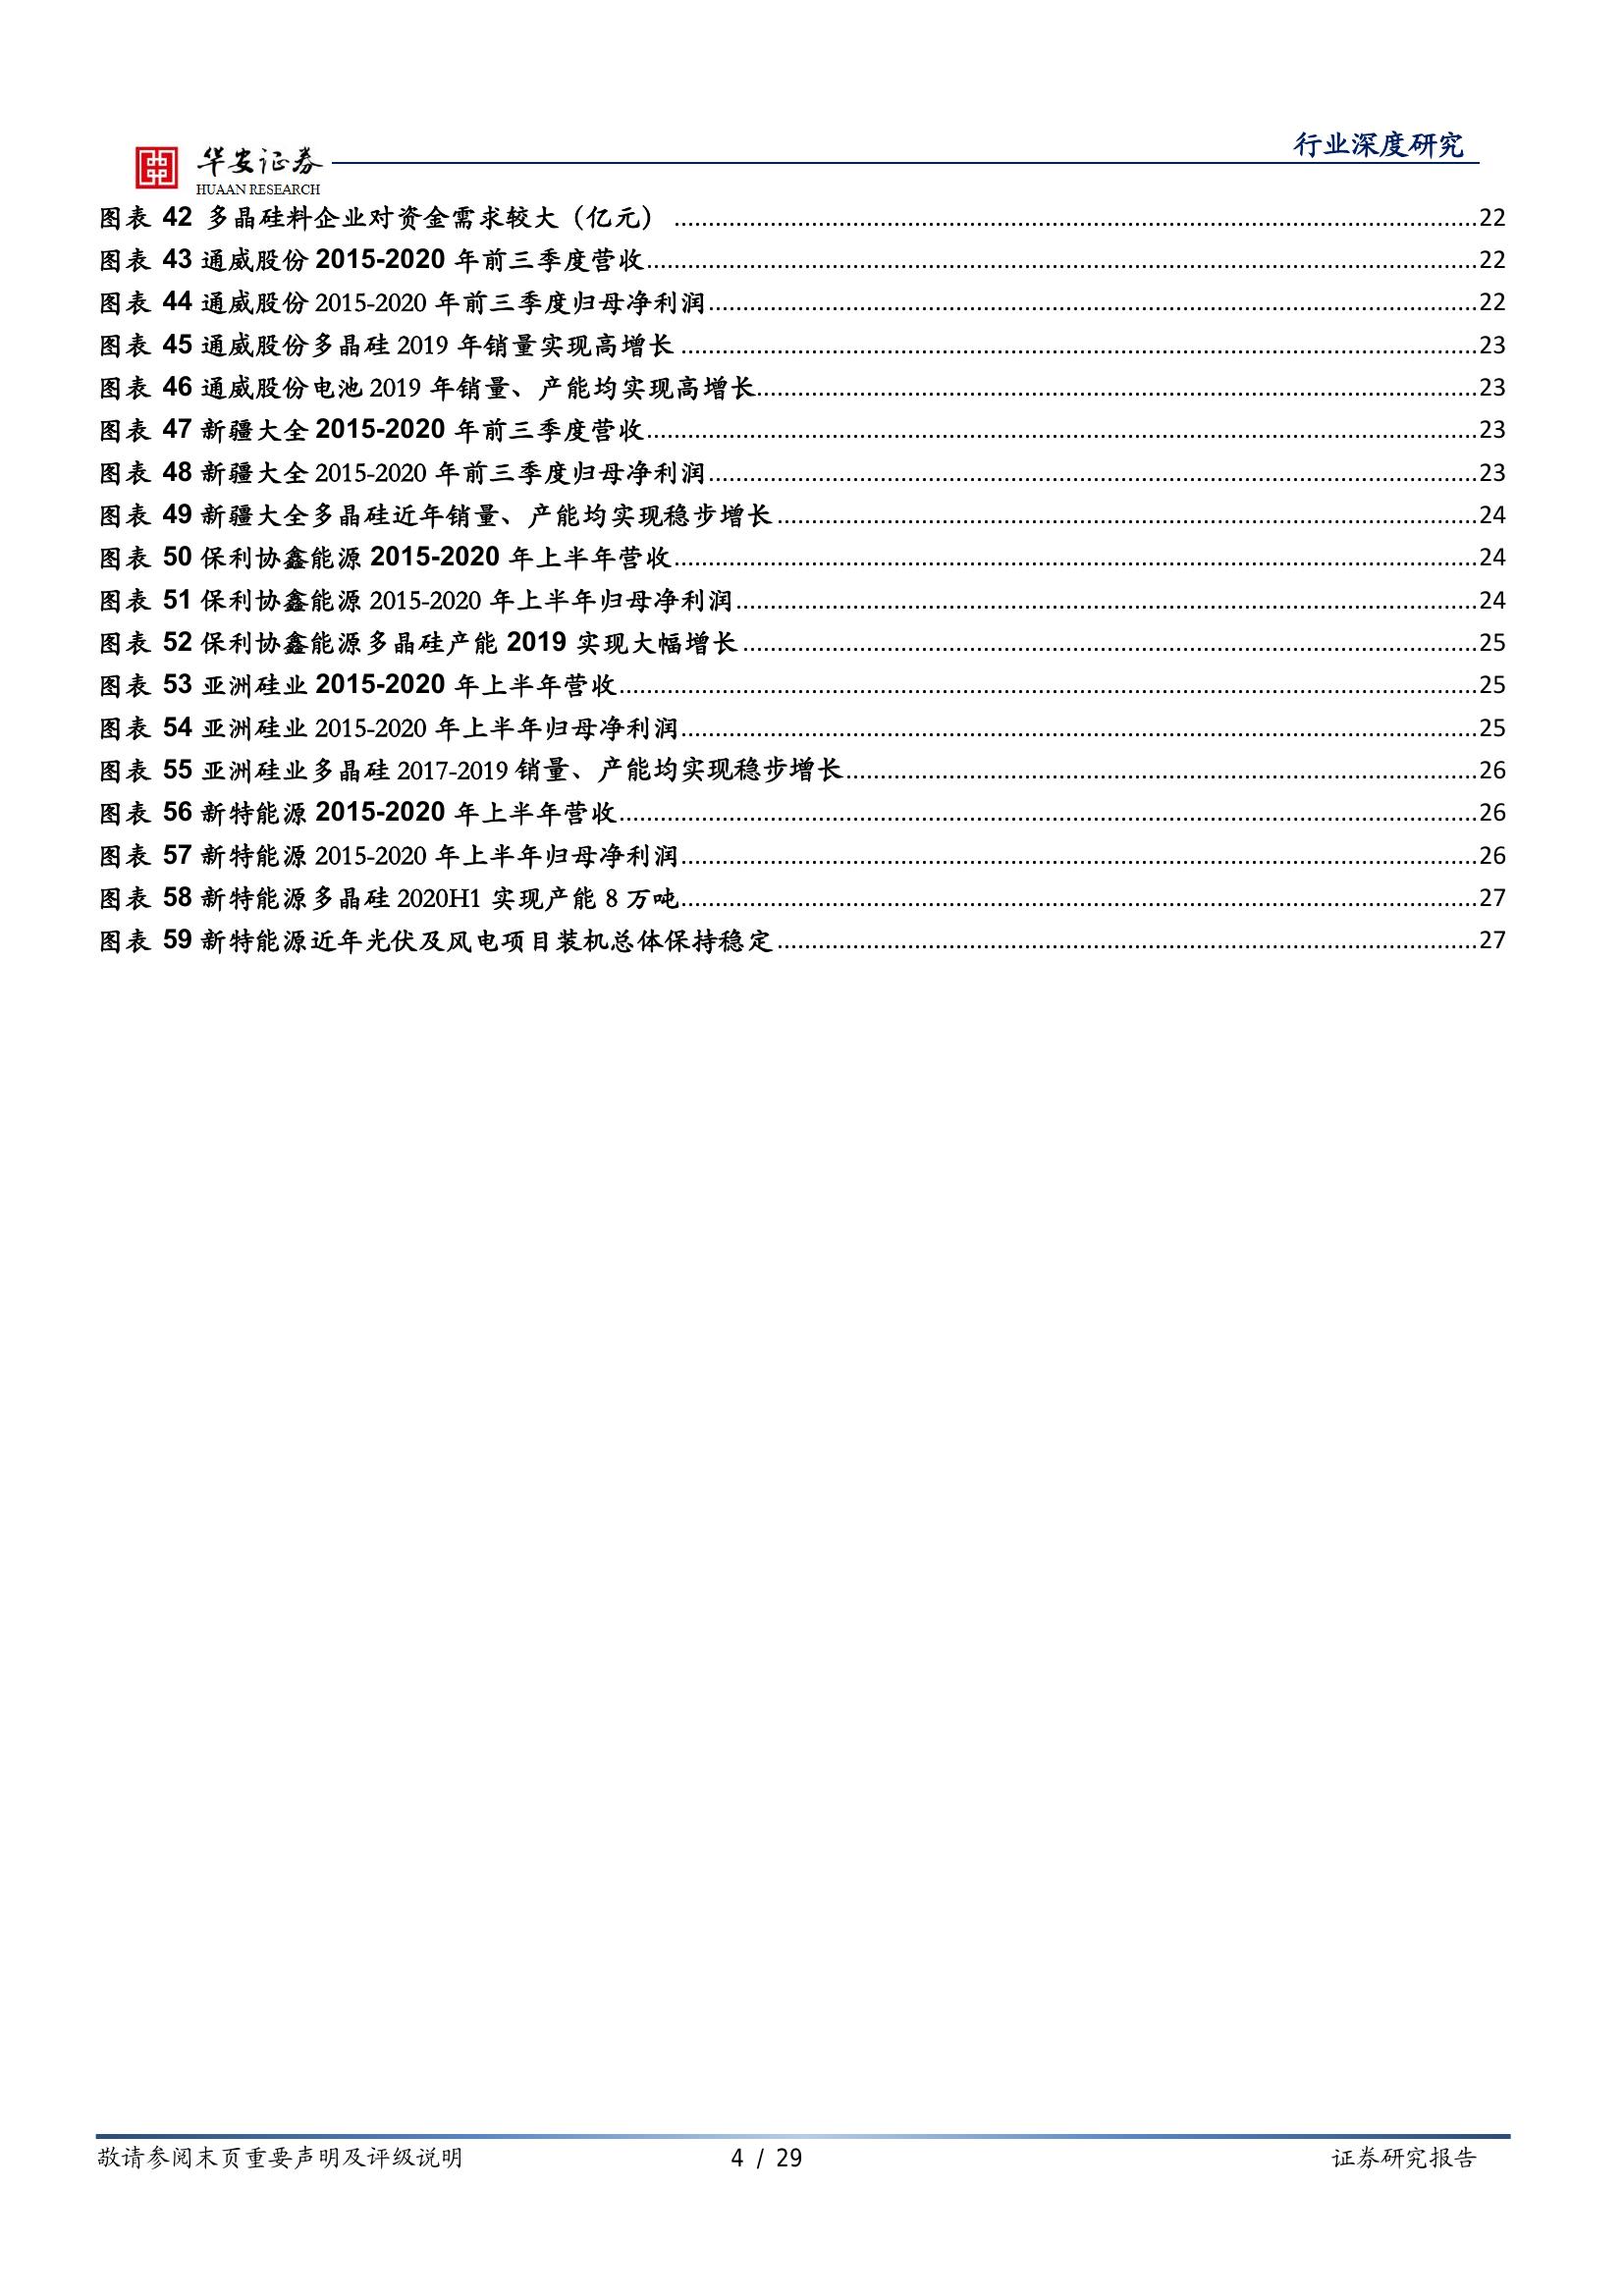 行业深度研究
华安证券
HUAAN RESEARCH
图表 42 多晶硅料企业对资金需求较大（亿元）........22
图表 43 通威股份 2015-2020 年前三季度营收........22
图表 44 通威股份 2015-2020 年前三季度归母净利润........22
图表 45 通威股份多晶硅 2019 年销量实现高增长........23
图表 46 通威股份电池 2019 年销量、产能均实现高增长........23
图表 47 新疆大全 2015-2020 年前三季度营收........23
图表 48 新疆大全 2015-2020 年前三季度归母净利润........23
图表 49 新疆大全多晶硅近年销量、产能均实现稳步增长........24
图表 50 保利协鑫能源 2015-2020 年上半年营收........24
图表 51 保利协鑫能源 2015-2020 年上半年归母净利润........24
图表 52 保利协鑫能源多晶硅产能 2019 实现大幅增长........25
图表 53 亚洲硅业 2015-2020 年上半年营收........25
图表 54 亚洲硅业 2015-2020 年上半年归母净利润........25
图表 55 亚洲硅业多晶硅 2017-2019 销量、产能均实现稳步增长........26
图表 56 新特能源 2015-2020 年上半年营收........26
图表 57 新特能源 2015-2020 年上半年归母净利润........26
图表 58 新特能源多晶硅 2020H1 实现产能 8 万吨........27
图表 59 新特能源近年光伏及风电项目装机总体保持稳定........27
敬请参阅末页重要声明及评级说明 4 / 29 证券研究报告